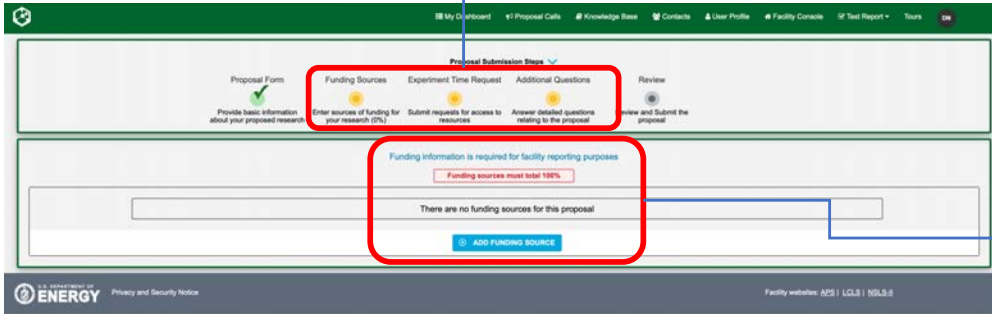 My Dashboard Proposal Calls Knowledge Base Contacts User Profile Facility Console Test Report Tours DN
Proposal Submission Steps
Proposal Form Funding Sources Experiment Time Request Additional Questions Review
Provide basic information Enter sources of funding for Submit requests for access to Answer detailed questions Review and Submit the
about your proposed research your research (0%) resources relating to the proposal proposal
Funding information is required for facility reporting purposes
Funding sources must total 100%
There are no funding sources for this proposal
ADD FUNDING SOURCE
U.S. DEPARTMENT OF
ENERGY Privacy and Security Notice Facility websites: APS | LCLS | NSLS-II